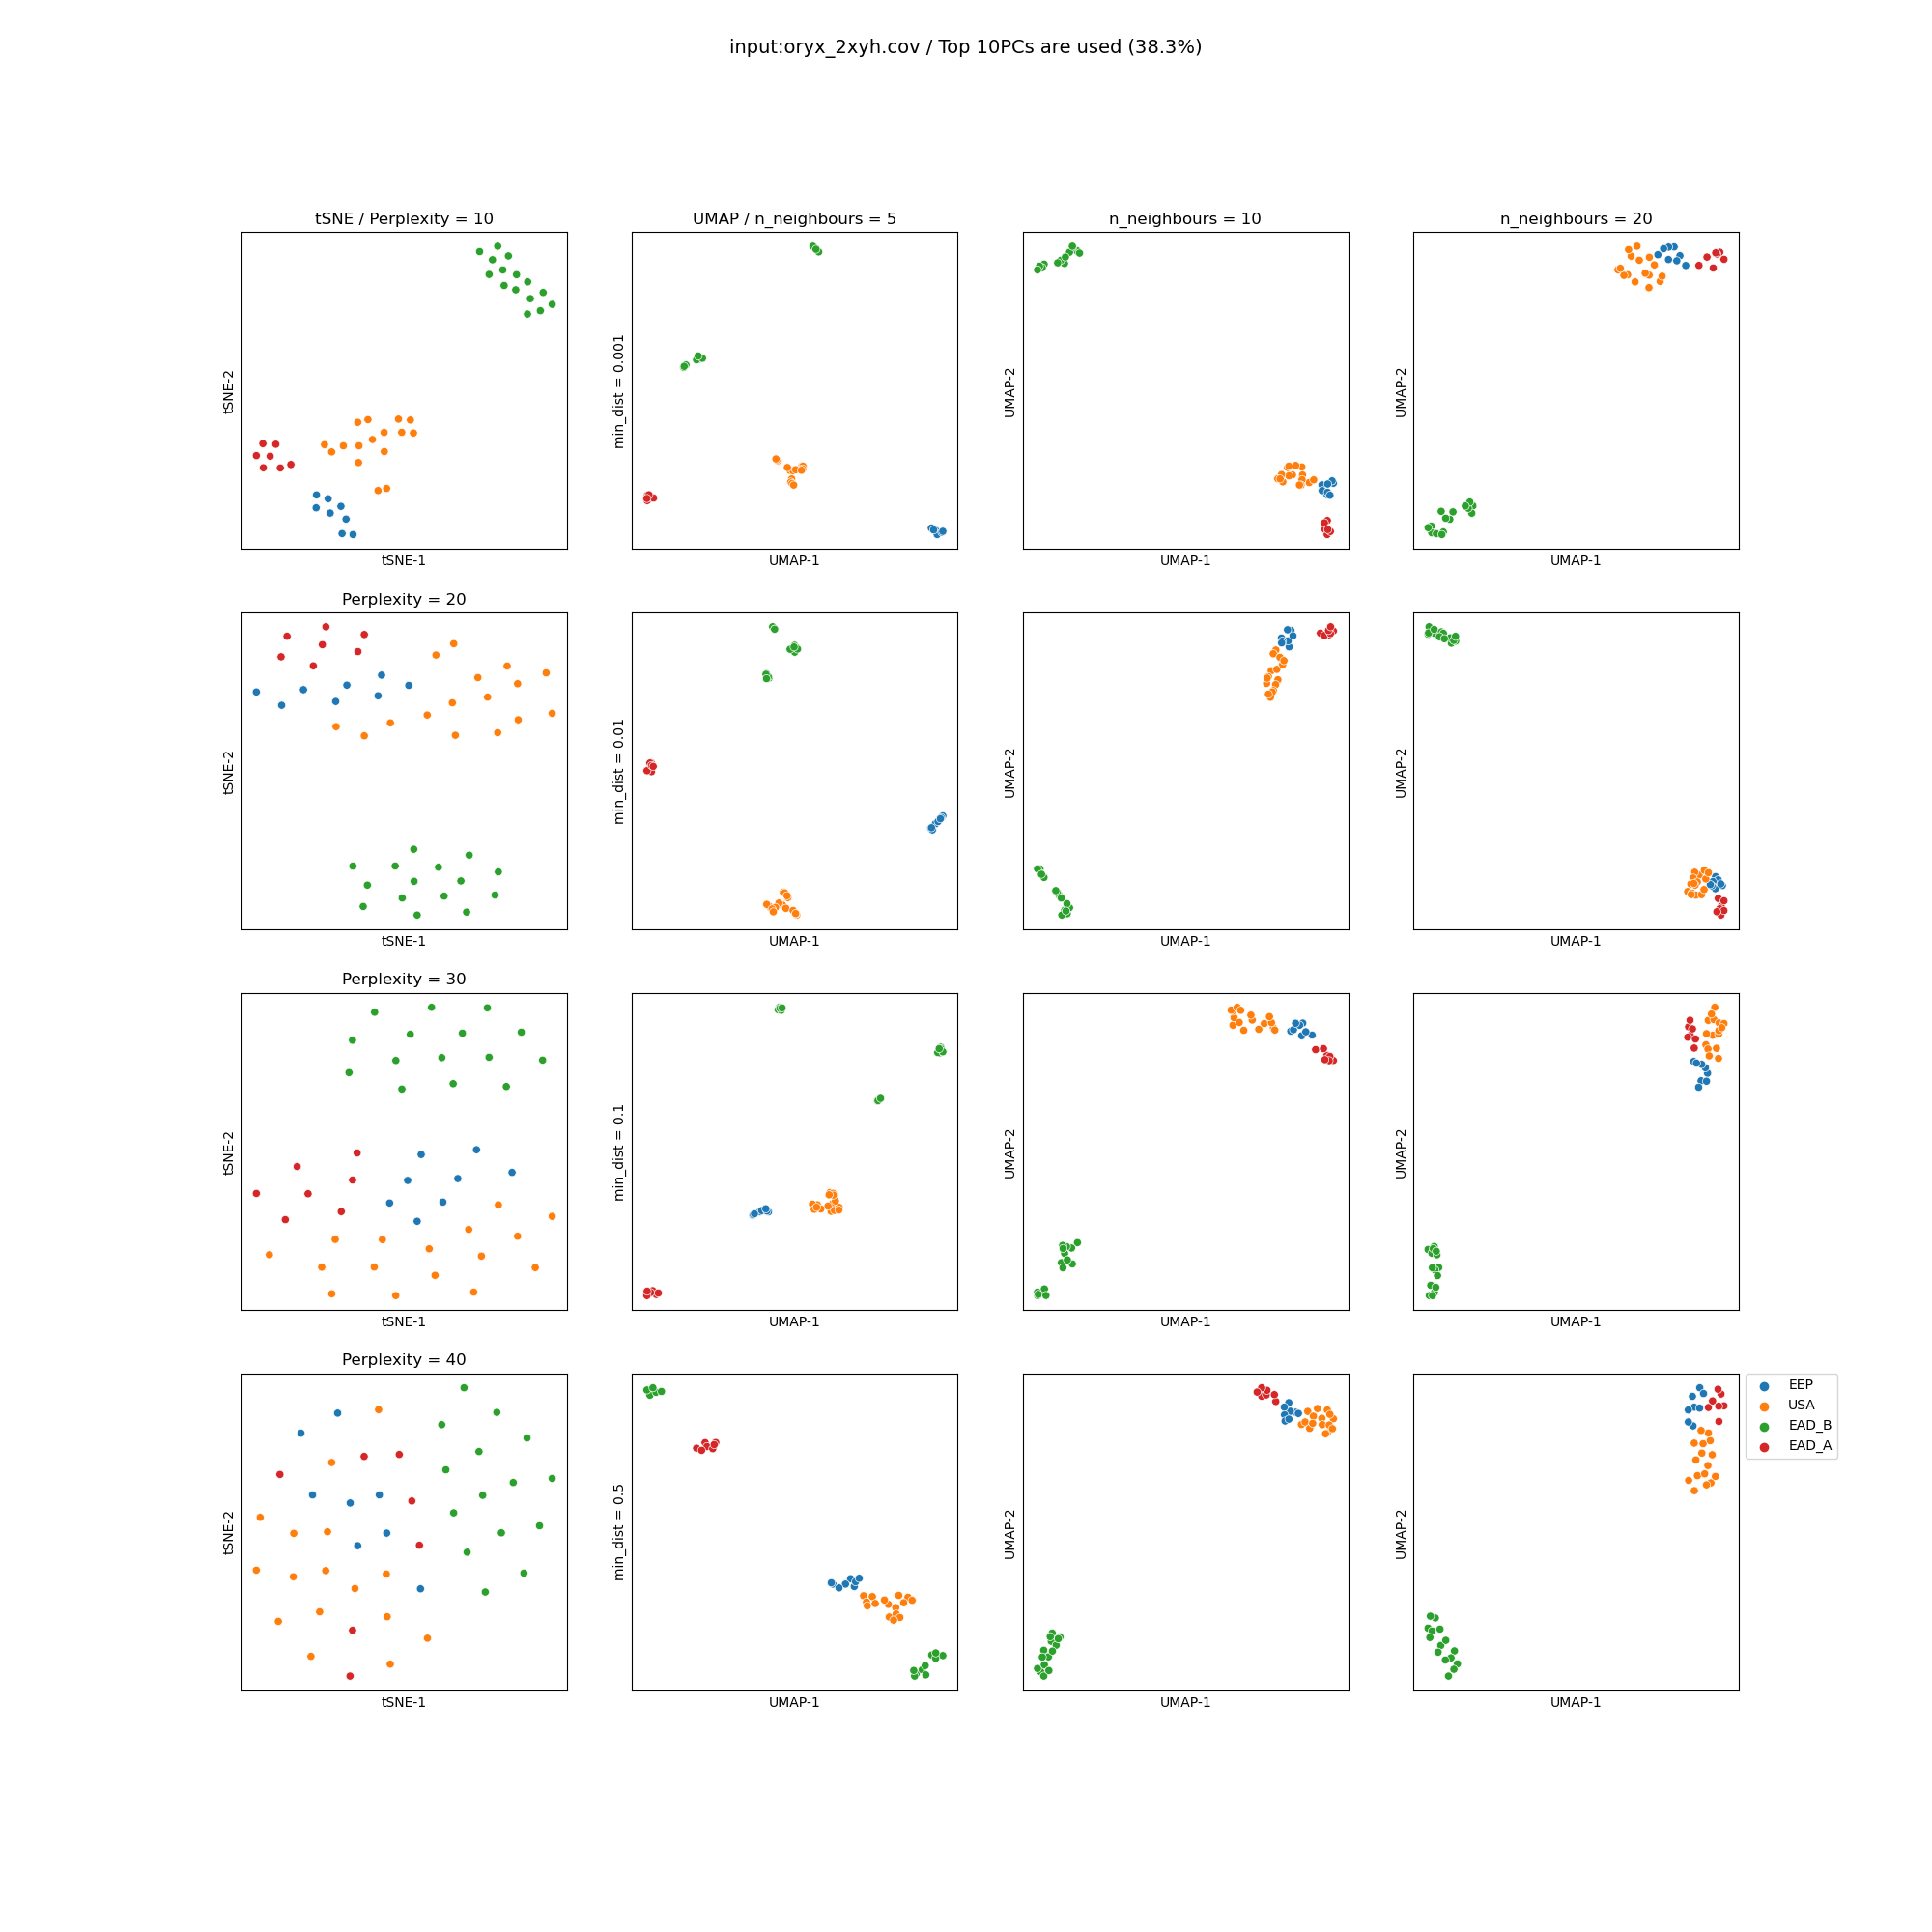 input:oryx_2xyh.cov / Top 10PCs are used (38.3%)
tSNE / Perplexity = 10
UMAP / n_neighbours = 5
n_neighbours = 10
n_neighbours = 20
tSNE-2
min_dist = 0.001
UMAP-2
UMAP-2
tSNE-1
UMAP-1
UMAP-1
UMAP-1
Perplexity = 20
tSNE-2
min_dist = 0.01
UMAP-2
UMAP-2
tSNE-1
UMAP-1
UMAP-1
UMAP-1
Perplexity = 30
tSNE-2
min_dist = 0.1
UMAP-2
UMAP-2
tSNE-1
UMAP-1
UMAP-1
UMAP-1
Perplexity = 40
tSNE-2
min_dist = 0.5
UMAP-2
UMAP-2
EEP
USA
EAD_B
EAD_A
tSNE-1
UMAP-1
UMAP-1
UMAP-1